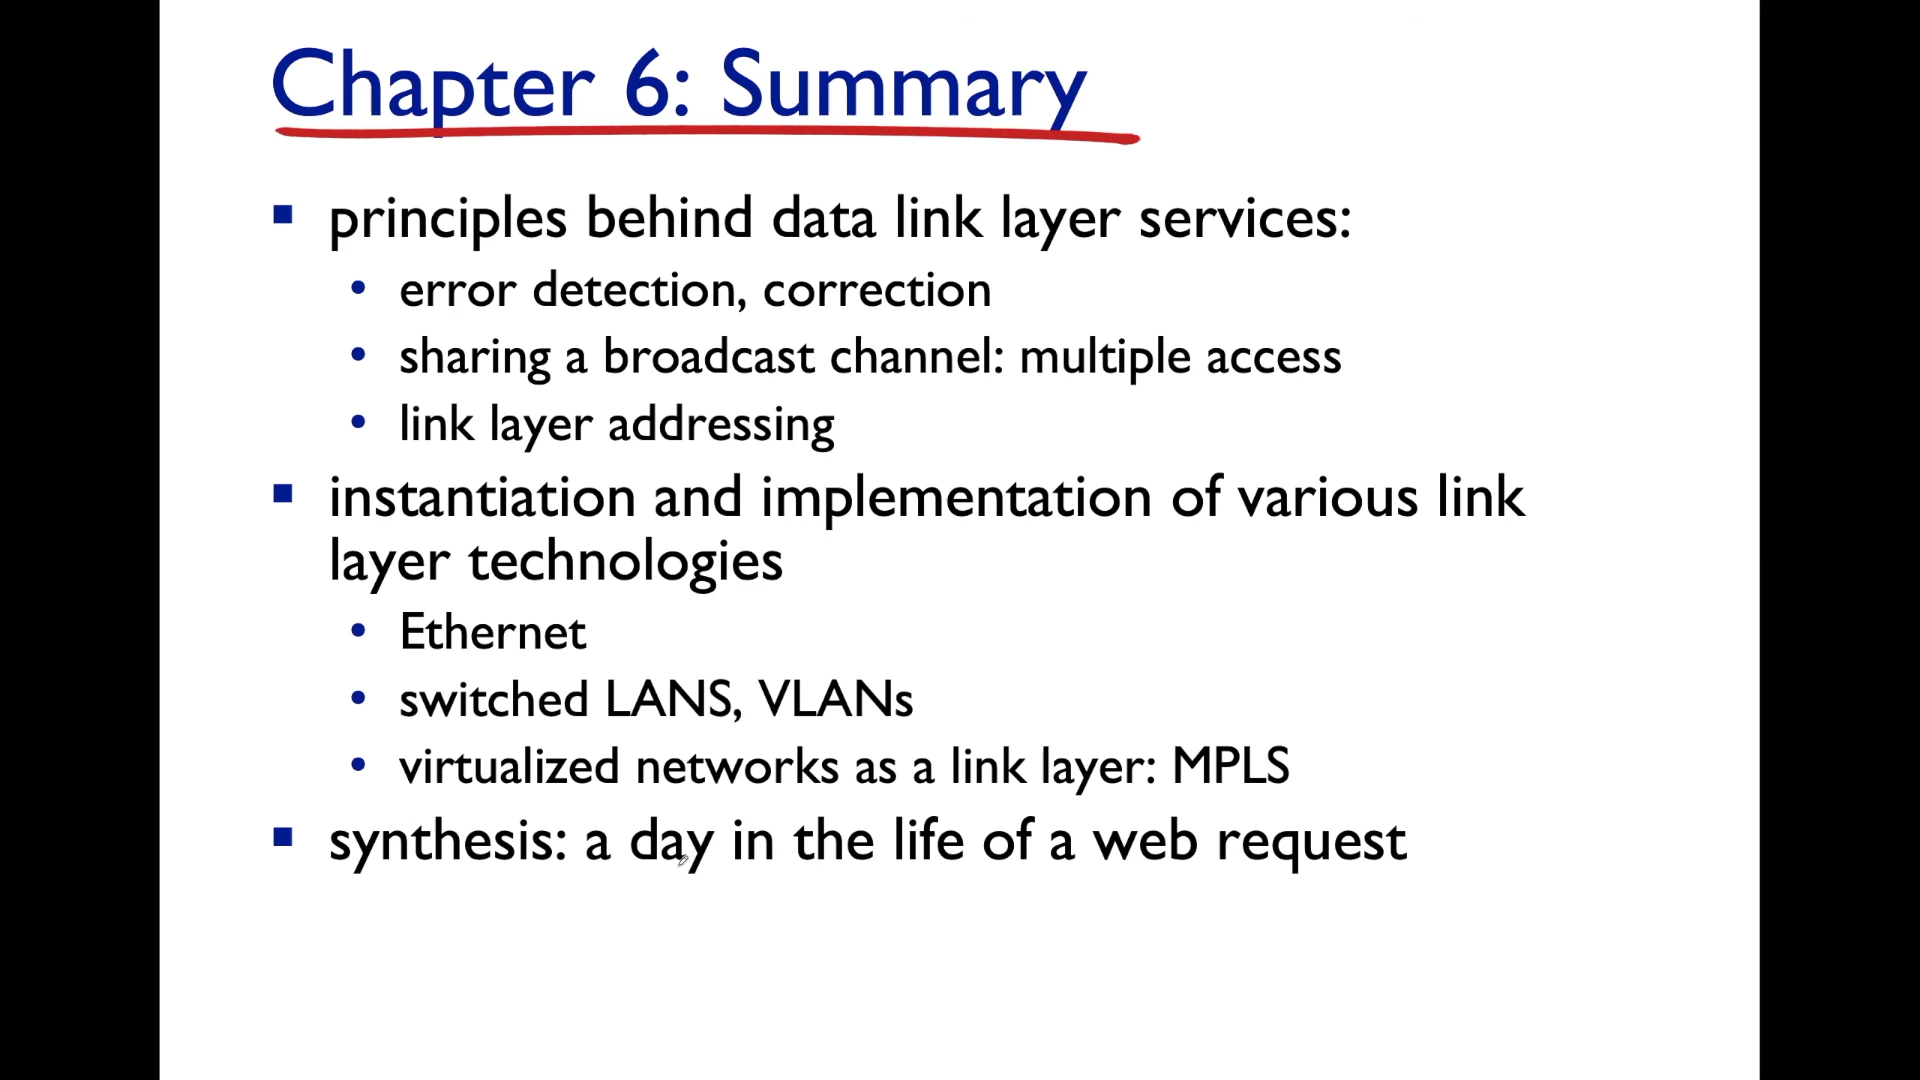 Chapter 6: Summary
▪ principles behind data link layer services:
• error detection, correction
• sharing a broadcast channel: multiple access
• link layer addressing
▪ instantiation and implementation of various link
layer technologies
• Ethernet
• switched LANS, VLANs
• virtualized networks as a link layer: MPLS
▪ synthesis: a day in the life of a web request